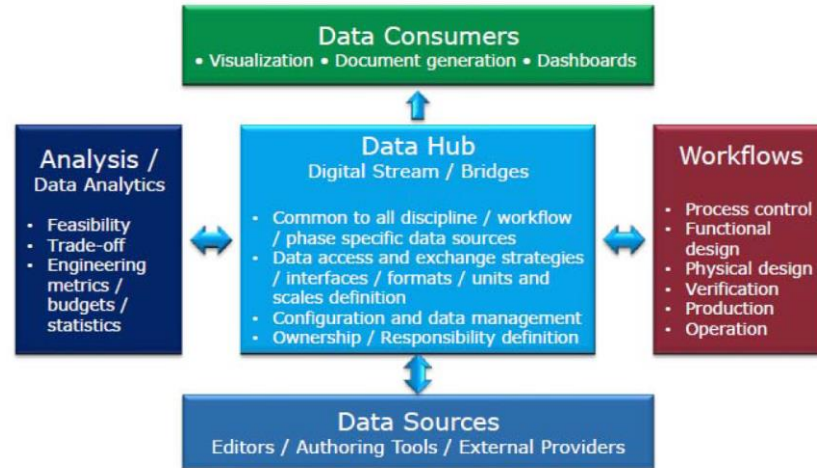 Data Consumers
• Visualization • Document generation • Dashboards
Analysis /
Data Analytics
• Feasibility
• Trade-off
• Engineering
metrics /
budgets /
statistics
Data Hub
Digital Stream / Bridges
• Common to all discipline / workflow
/ phase specific data sources
• Data access and exchange strategies
/ interfaces / formats / units and
scales definition
• Configuration and data management
• Ownership / Responsibility definition
Workflows
• Process control
• Functional
design
• Physical design
• Verification
• Production
• Operation
Data Sources
Editors / Authoring Tools / External Providers